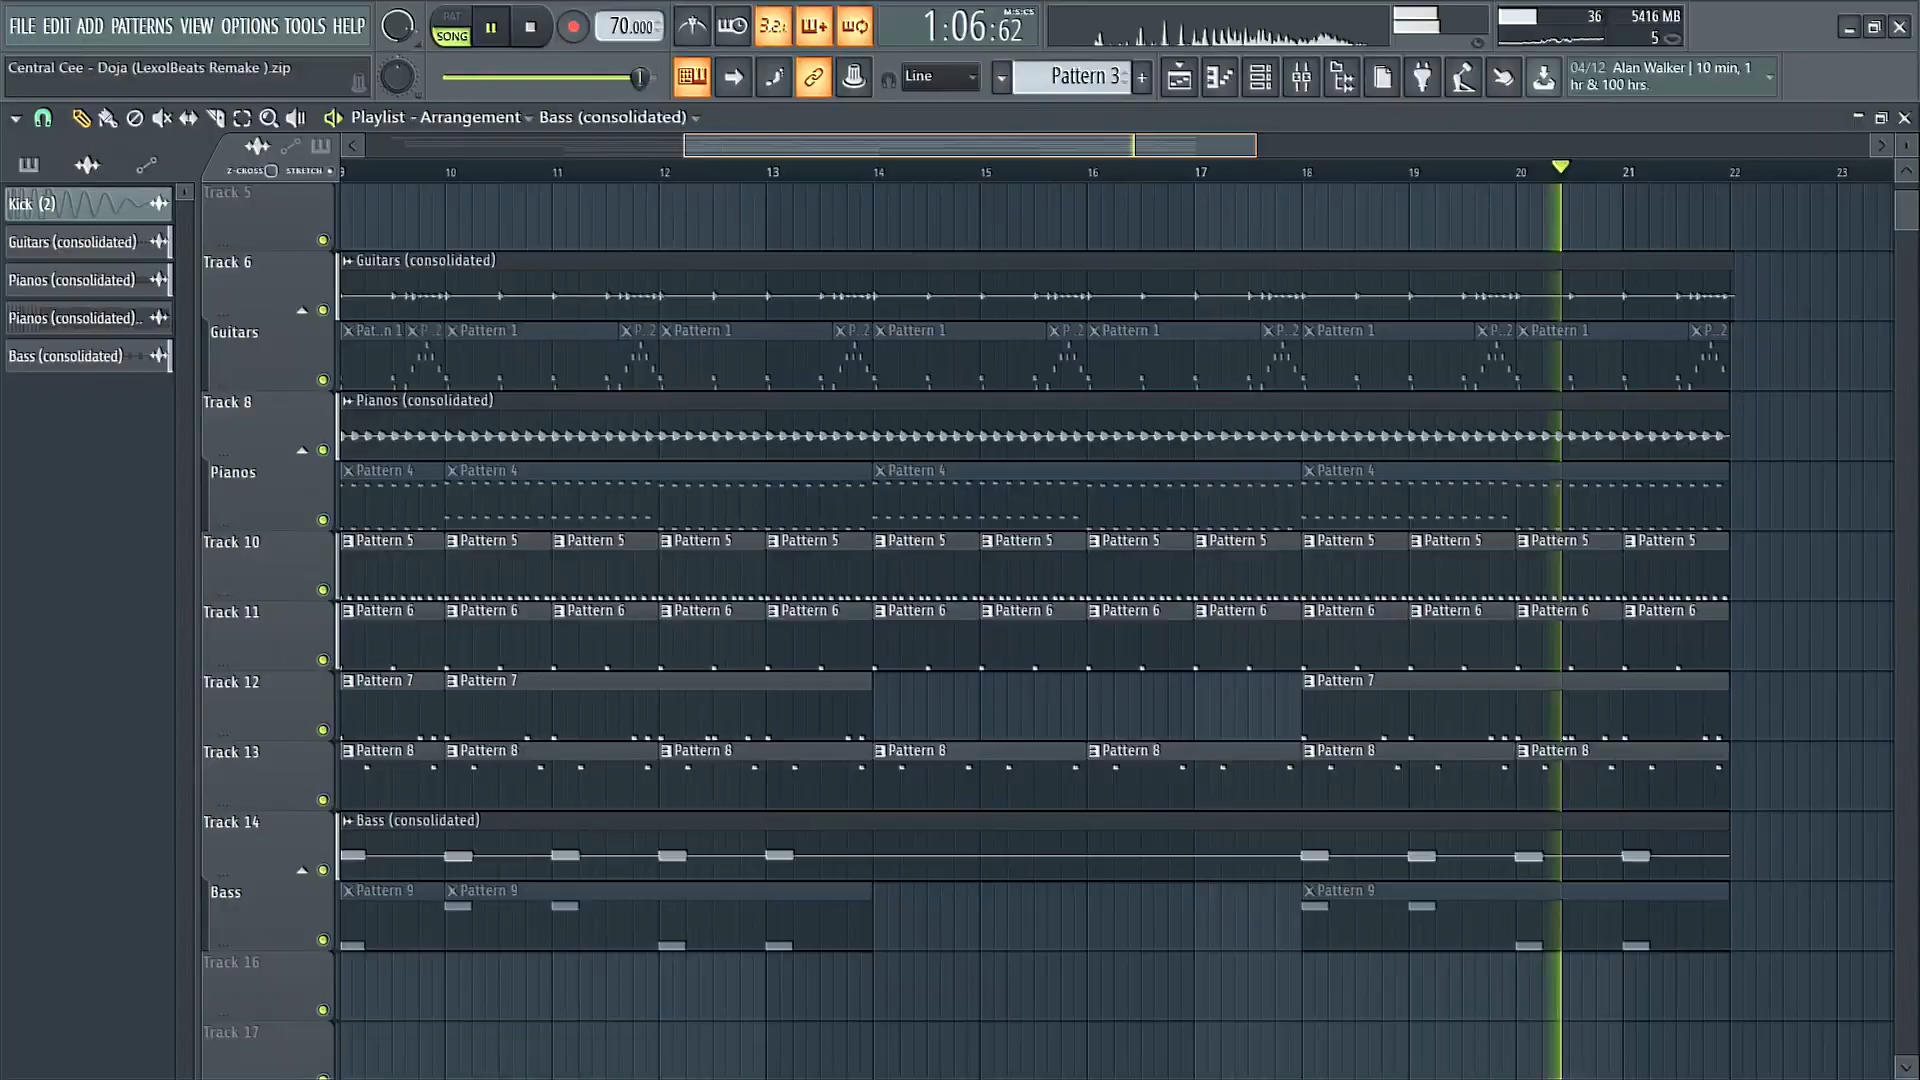 FILE EDIT ADD PATTERNS VIEW OPTIONS TOOLS HELP
PAT
SONG
70.000
3.2.
1:06:62
M:S:CS
36
5416 MB
5
Central Cee - Doja (LexolBeats Remake ).zip
Line
Pattern 3
+
04/12 Alan Walker | 10 min, 1
hr & 100 hrs.
Playlist - Arrangement
Bass (consolidated)
Z-CROSS
STRETCH
9 10 11 12 13 14 15 16 17 18 19 20 21 22 23
Kick (2)
Guitars (consolidated)
Pianos (consolidated)
Pianos (consolidated)..
Bass (consolidated)
Track 5
Track 6
Guitars (consolidated)
Guitars
Pat..n 1 P..2 Pattern 1 P..2 Pattern 1 P..2 Pattern 1 P..2 Pattern 1 P..2 Pattern 1 P..2 Pattern 1 P..2
Track 8
Pianos (consolidated)
Pianos
Pattern 4 Pattern 4 Pattern 4 Pattern 4
Track 10
Pattern 5 Pattern 5 Pattern 5 Pattern 5 Pattern 5 Pattern 5 Pattern 5 Pattern 5 Pattern 5 Pattern 5 Pattern 5 Pattern 5 Pattern 5
Track 11
Pattern 6 Pattern 6 Pattern 6 Pattern 6 Pattern 6 Pattern 6 Pattern 6 Pattern 6 Pattern 6 Pattern 6 Pattern 6 Pattern 6 Pattern 6
Track 12
Pattern 7 Pattern 7 Pattern 7
Track 13
Pattern 8 Pattern 8 Pattern 8 Pattern 8 Pattern 8 Pattern 8 Pattern 8
Track 14
Bass (consolidated)
Bass
Pattern 9 Pattern 9 Pattern 9
Track 16
Track 17